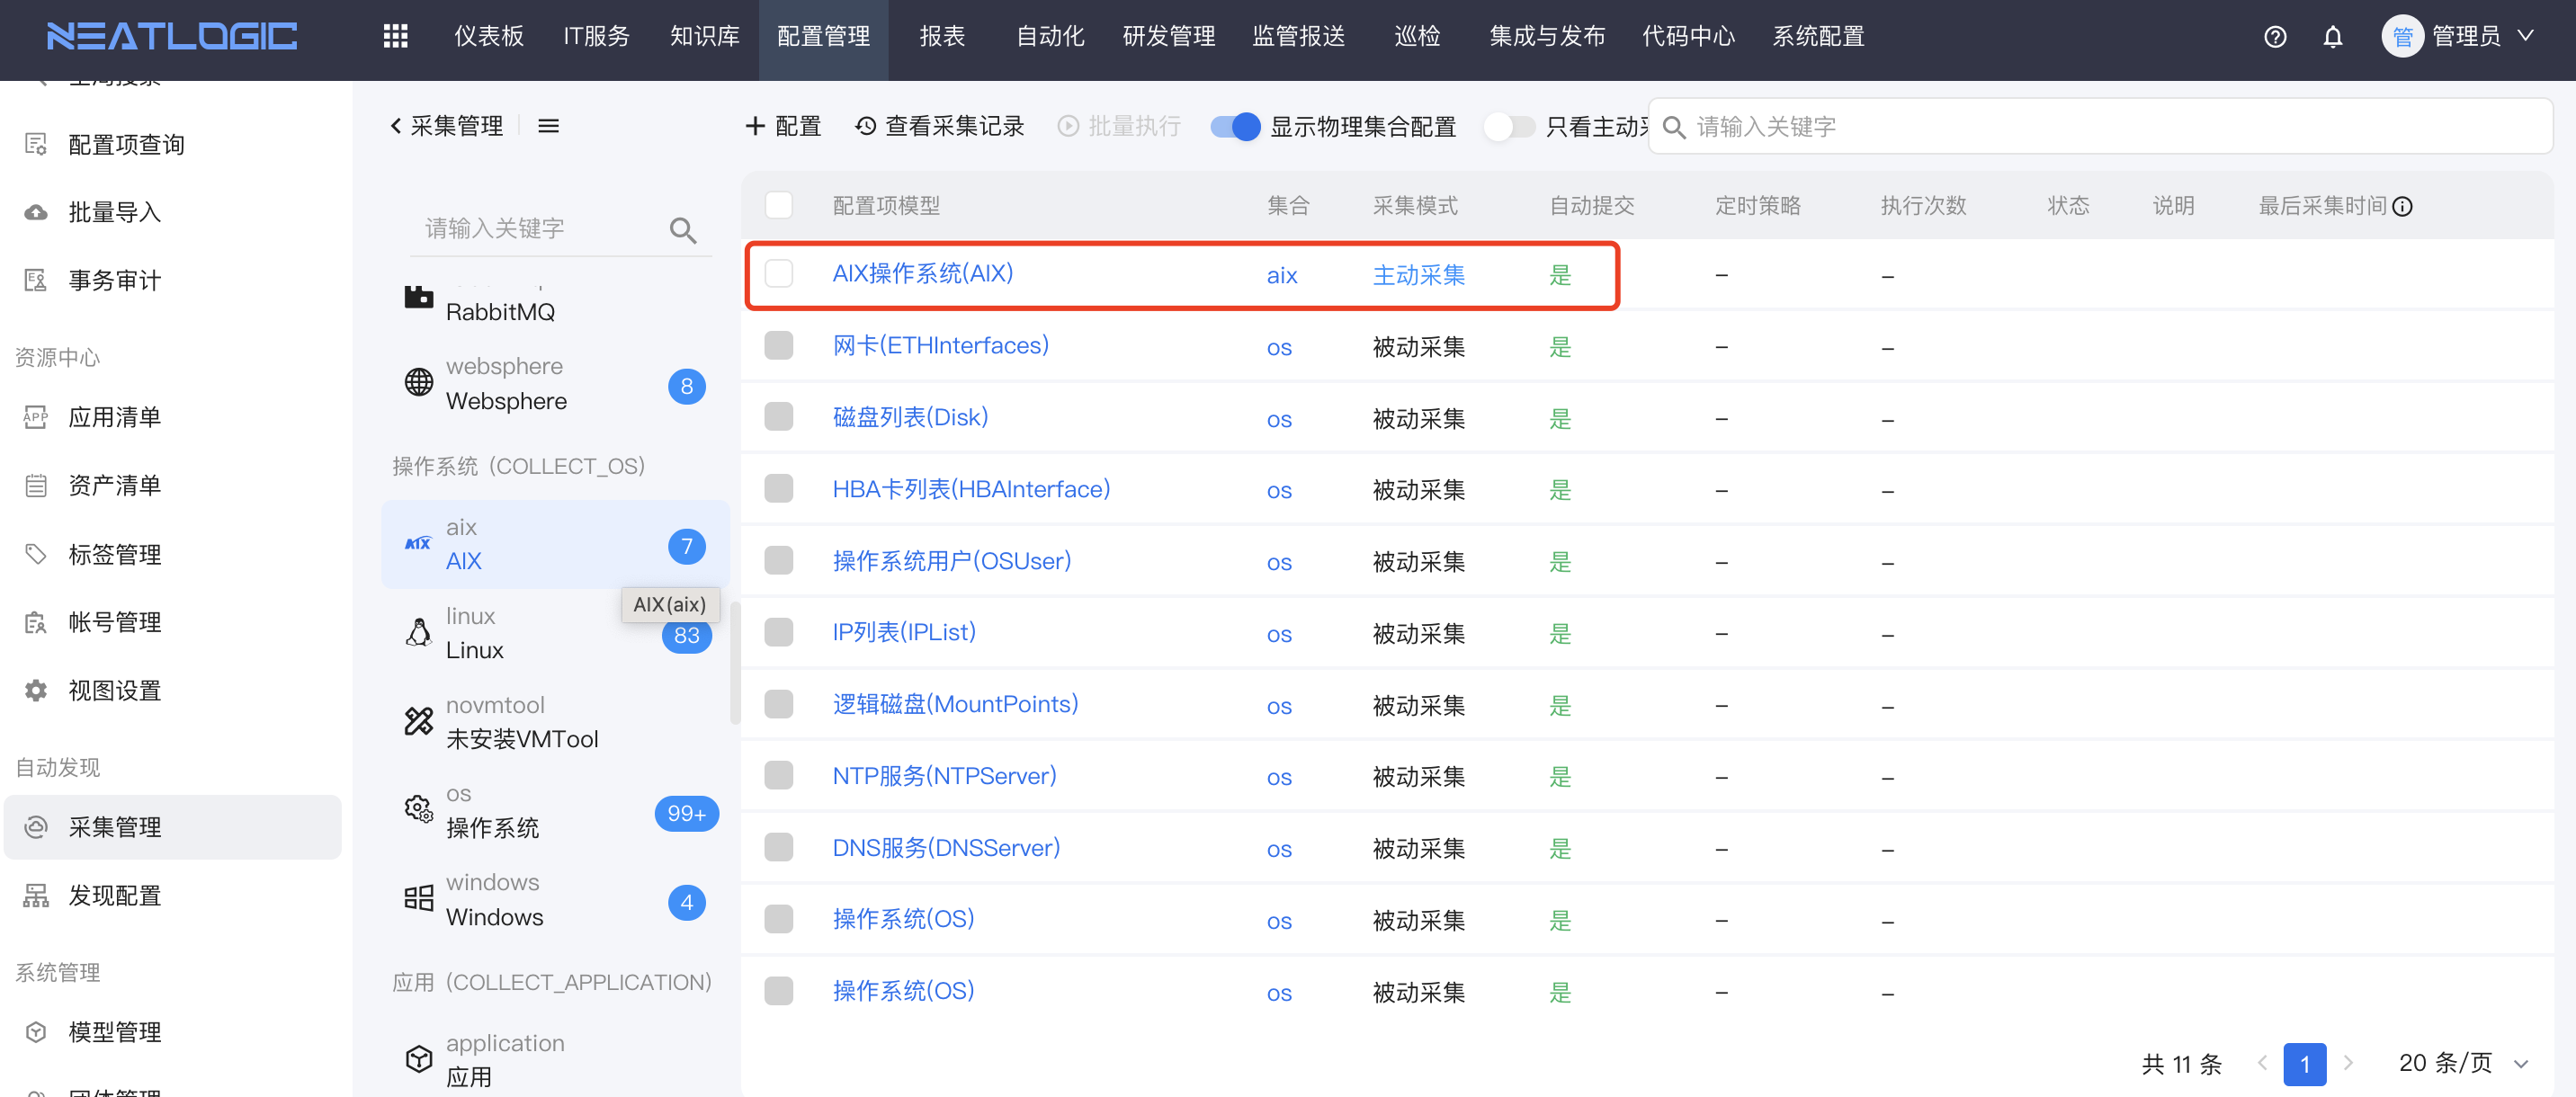 NEATLOGIC
仪表板 IT服务 知识库 配置管理 报表 自动化 研发管理 监管报送 巡检 集成与发布 代码中心 系统配置
管 管理员
配置项查询
批量导入
事务审计
资源中心
APP 应用清单
资产清单
标签管理
帐号管理
视图设置
自动发现
采集管理
发现配置
系统管理
模型管理
采集管理
请输入关键字
RabbitMQ
websphere
Websphere
8
操作系统 (COLLECT_OS)
AIX
aix
AIX
7
AIX(aix)
linux
Linux
83
novmtool
未安装VMTool
os
操作系统
99+
windows
Windows
4
应用 (COLLECT_APPLICATION)
application
应用
配置 查看采集记录 批量执行 显示物理集合配置 只看主动 请输入关键字
配置项模型 集合 采集模式 自动提交 定时策略 执行次数 状态 说明 最后采集时间
AIX操作系统(AIX) aix 主动采集 是 – –
网卡(ETHInterfaces) os 被动采集 是 – –
磁盘列表(Disk) os 被动采集 是 – –
HBA卡列表(HBAInterface) os 被动采集 是 – –
操作系统用户(OSUser) os 被动采集 是 – –
IP列表(IPList) os 被动采集 是 – –
逻辑磁盘(MountPoints) os 被动采集 是 – –
NTP服务(NTPServer) os 被动采集 是 – –
DNS服务(DNSServer) os 被动采集 是 – –
操作系统(OS) os 被动采集 是 – –
操作系统(OS) os 被动采集 是 – –
共 11 条 1 20 条/页